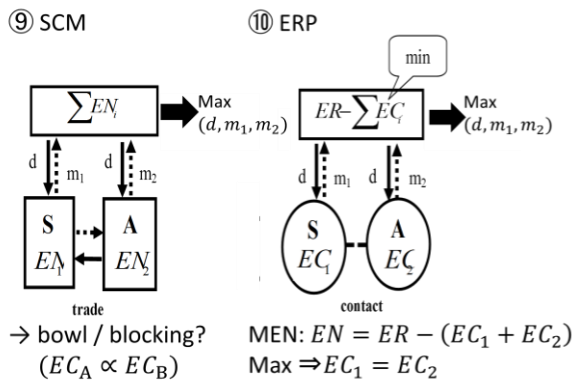 ⑨ SCM
∑EN_i
Max
(d, m_1, m_2)
d
m_1
d
m_2
S
EN_1
A
EN_2
trade
→ bowl / blocking?
(EC_A ∝ EC_B)
⑩ ERP
min
ER−∑EC_i
Max
(d, m_1, m_2)
d
m_1
d
m_2
S
EC_1
A
EC_2
contact
MEN: EN = ER − (EC_1 + EC_2)
Max ⇒EC_1 = EC_2